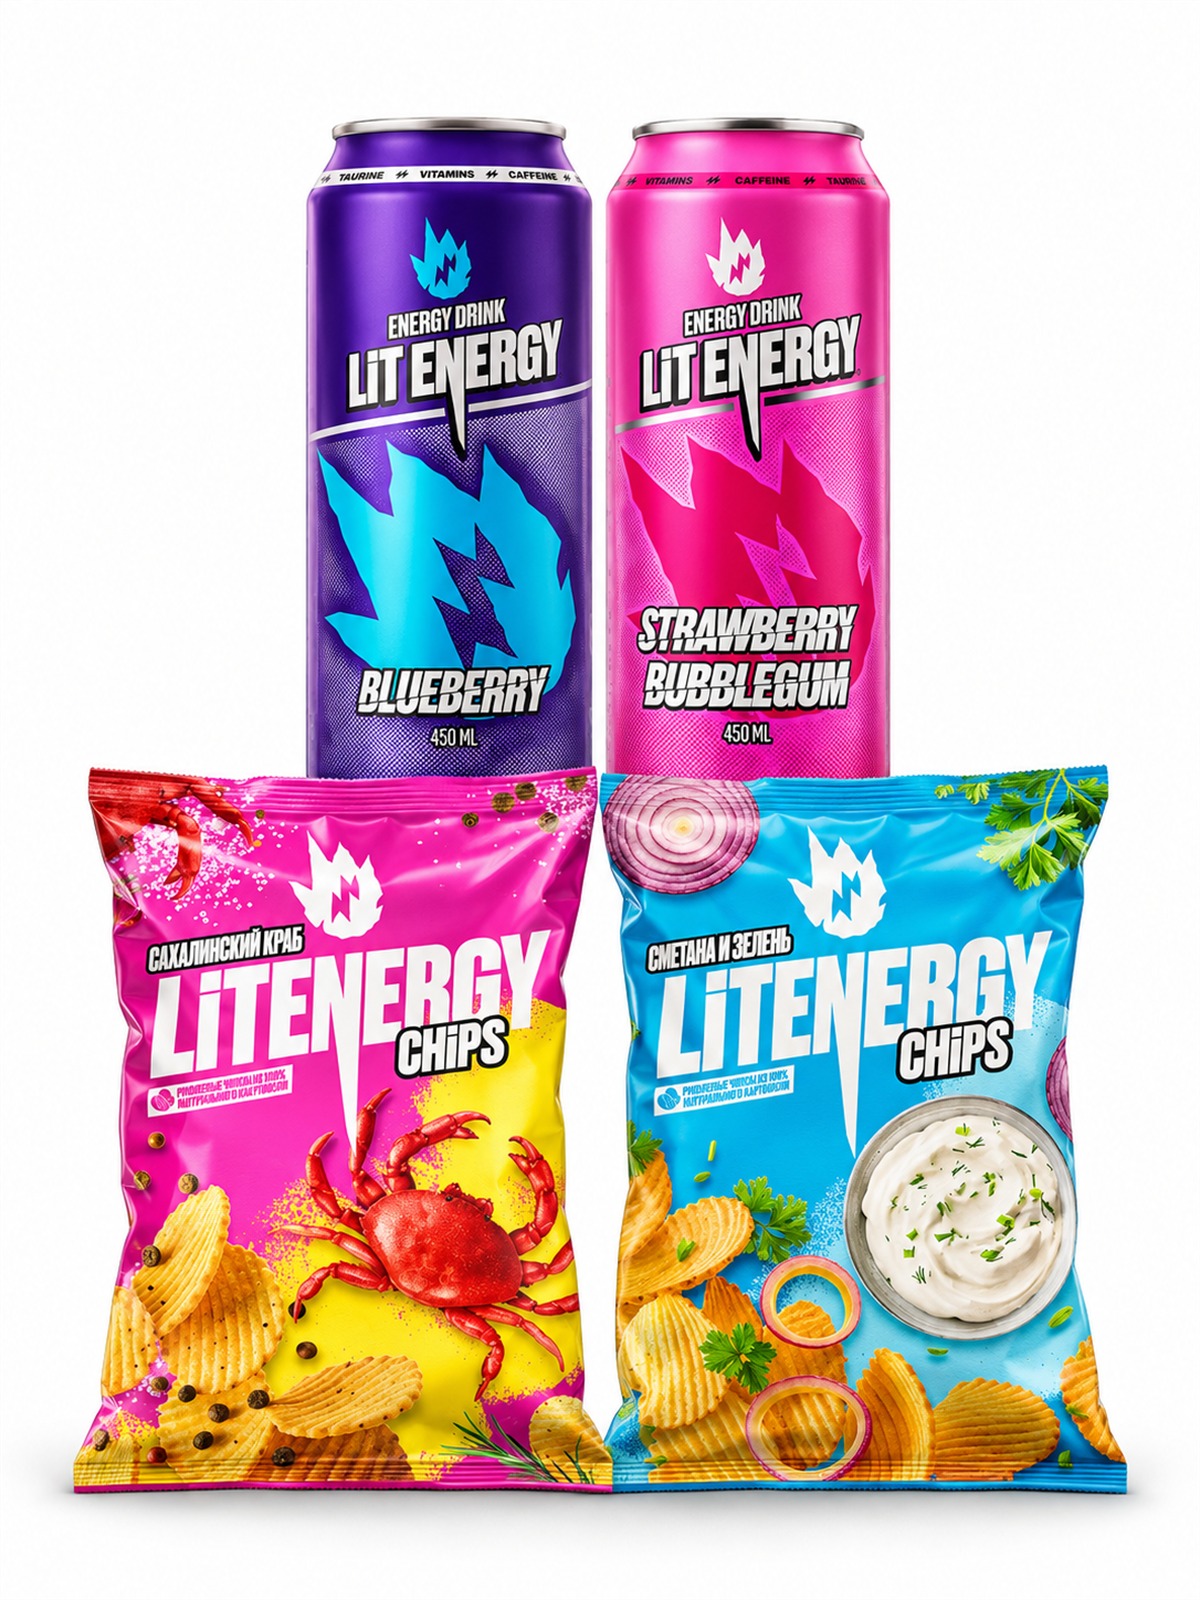 TAURINE VITAMINS CAFFEINE
ENERGY DRINK
LiT ENERGY
BLUEBERRY
450 ML
VITAMINS CAFFEINE TAURINE
ENERGY DRINK
LiT ENERGY
STRAWBERRY
BUBBLEGUM
450 ML
САХАЛИНСКИЙ КРАБ
LiTENERGY
CHiPS
СМЕТАНА И ЗЕЛЕНЬ
LiTENERGY
CHiPS